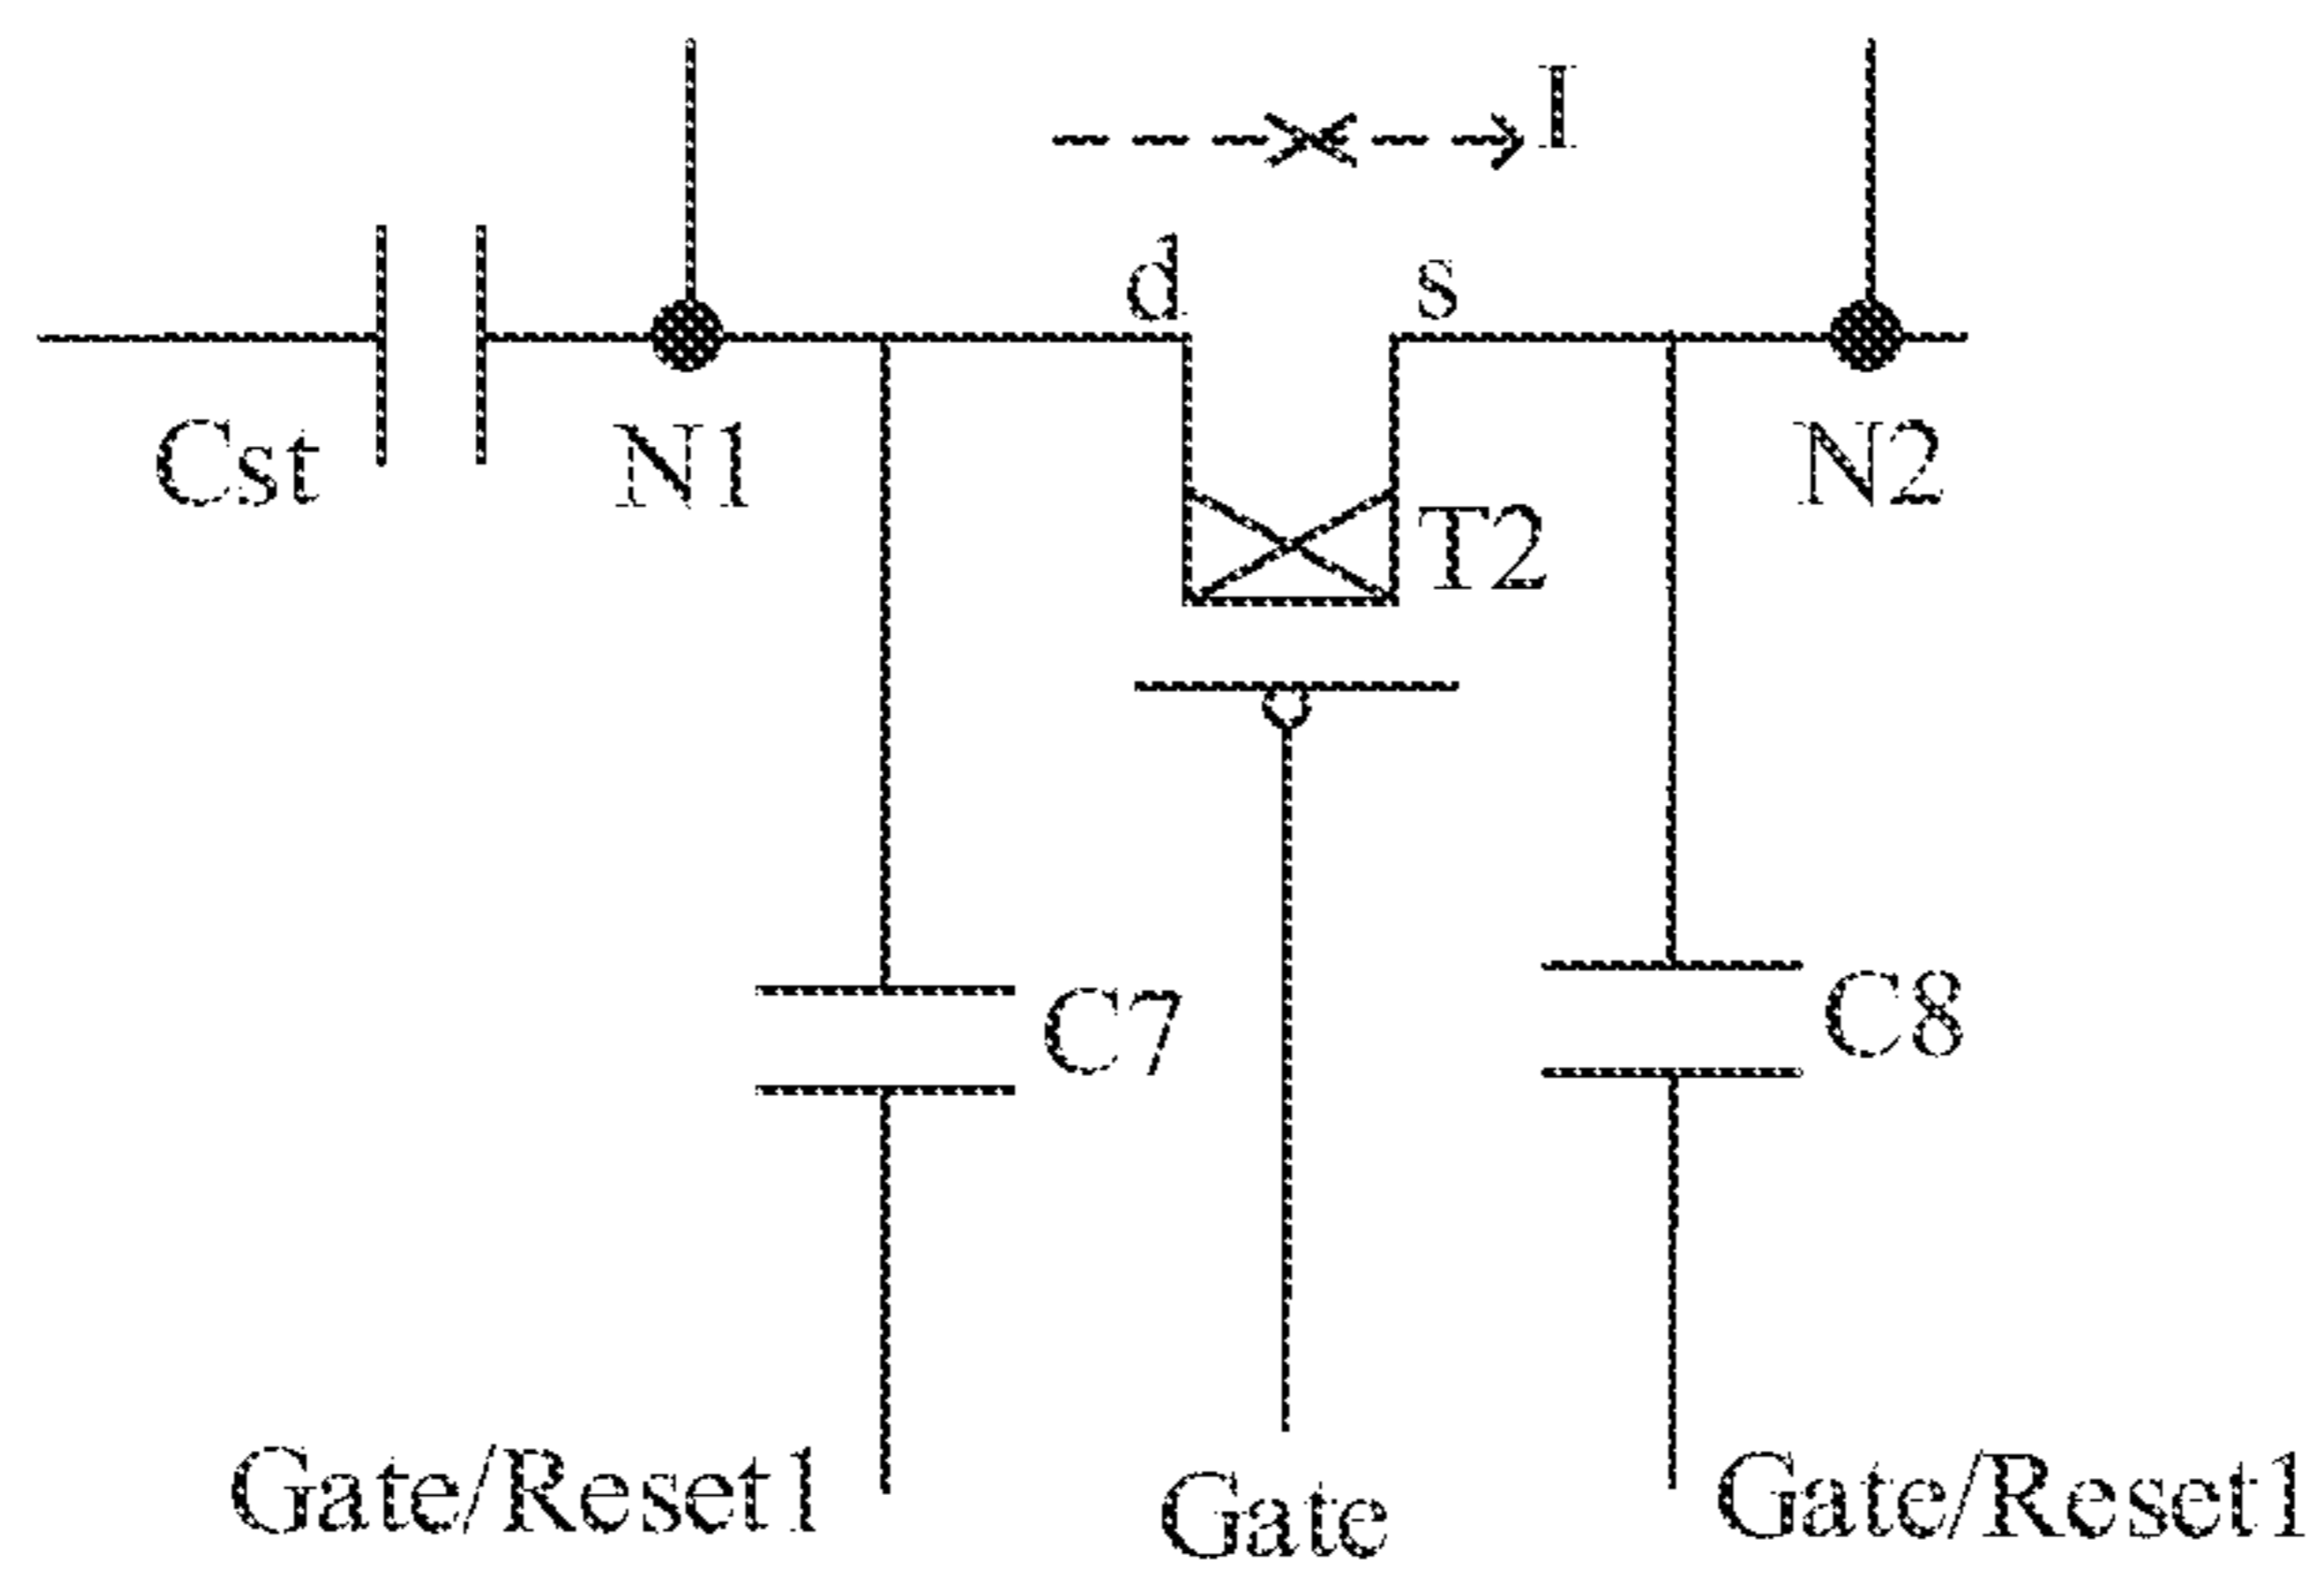 I
d
s
Cst
N1
N2
T2
C7
C8
Gate/Reset1
Gate
Gate/Reset1